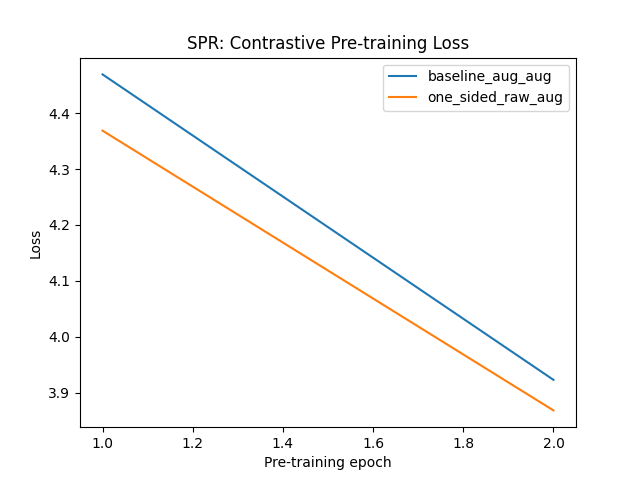 SPR: Contrastive Pre-training Loss
baseline_aug_aug
one_sided_raw_aug
4.4
4.3
4.2
4.1
4.0
3.9
Loss
1.0 1.2 1.4 1.6 1.8 2.0
Pre-training epoch